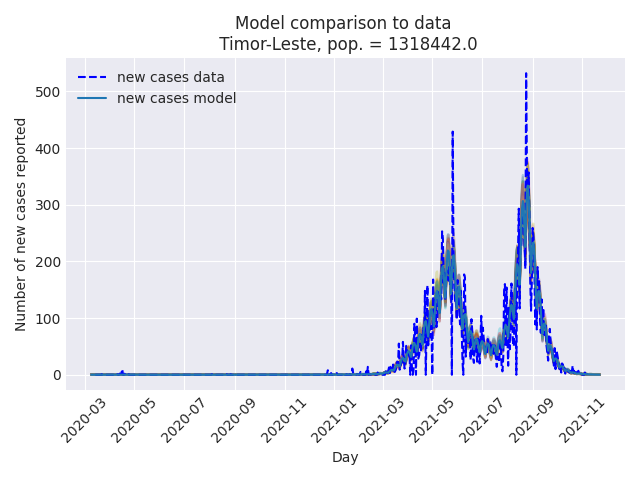 Model comparison to data
Timor-Leste, pop. = 1318442.0
new cases data
new cases model
Number of new cases reported
500
400
300
200
100
0
2020-03
2020-05
2020-07
2020-09
2020-11
2021-01
2021-03
2021-05
2021-07
2021-09
2021-11
Day